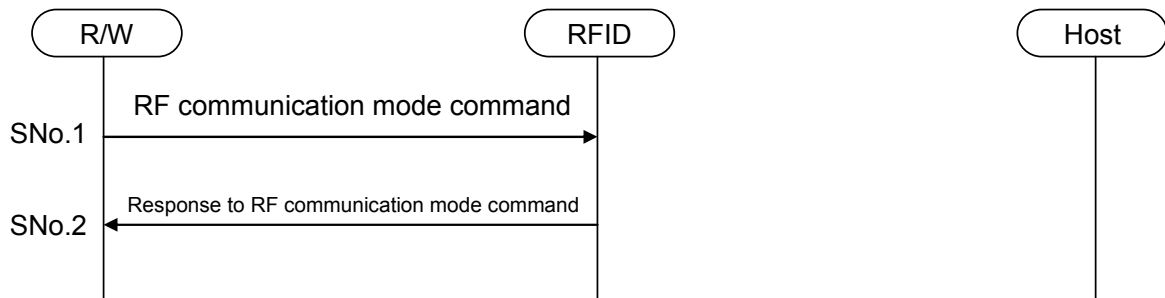 R/W
RFID
Host
RF communication mode command
SNo.1
Response to RF communication mode command
SNo.2